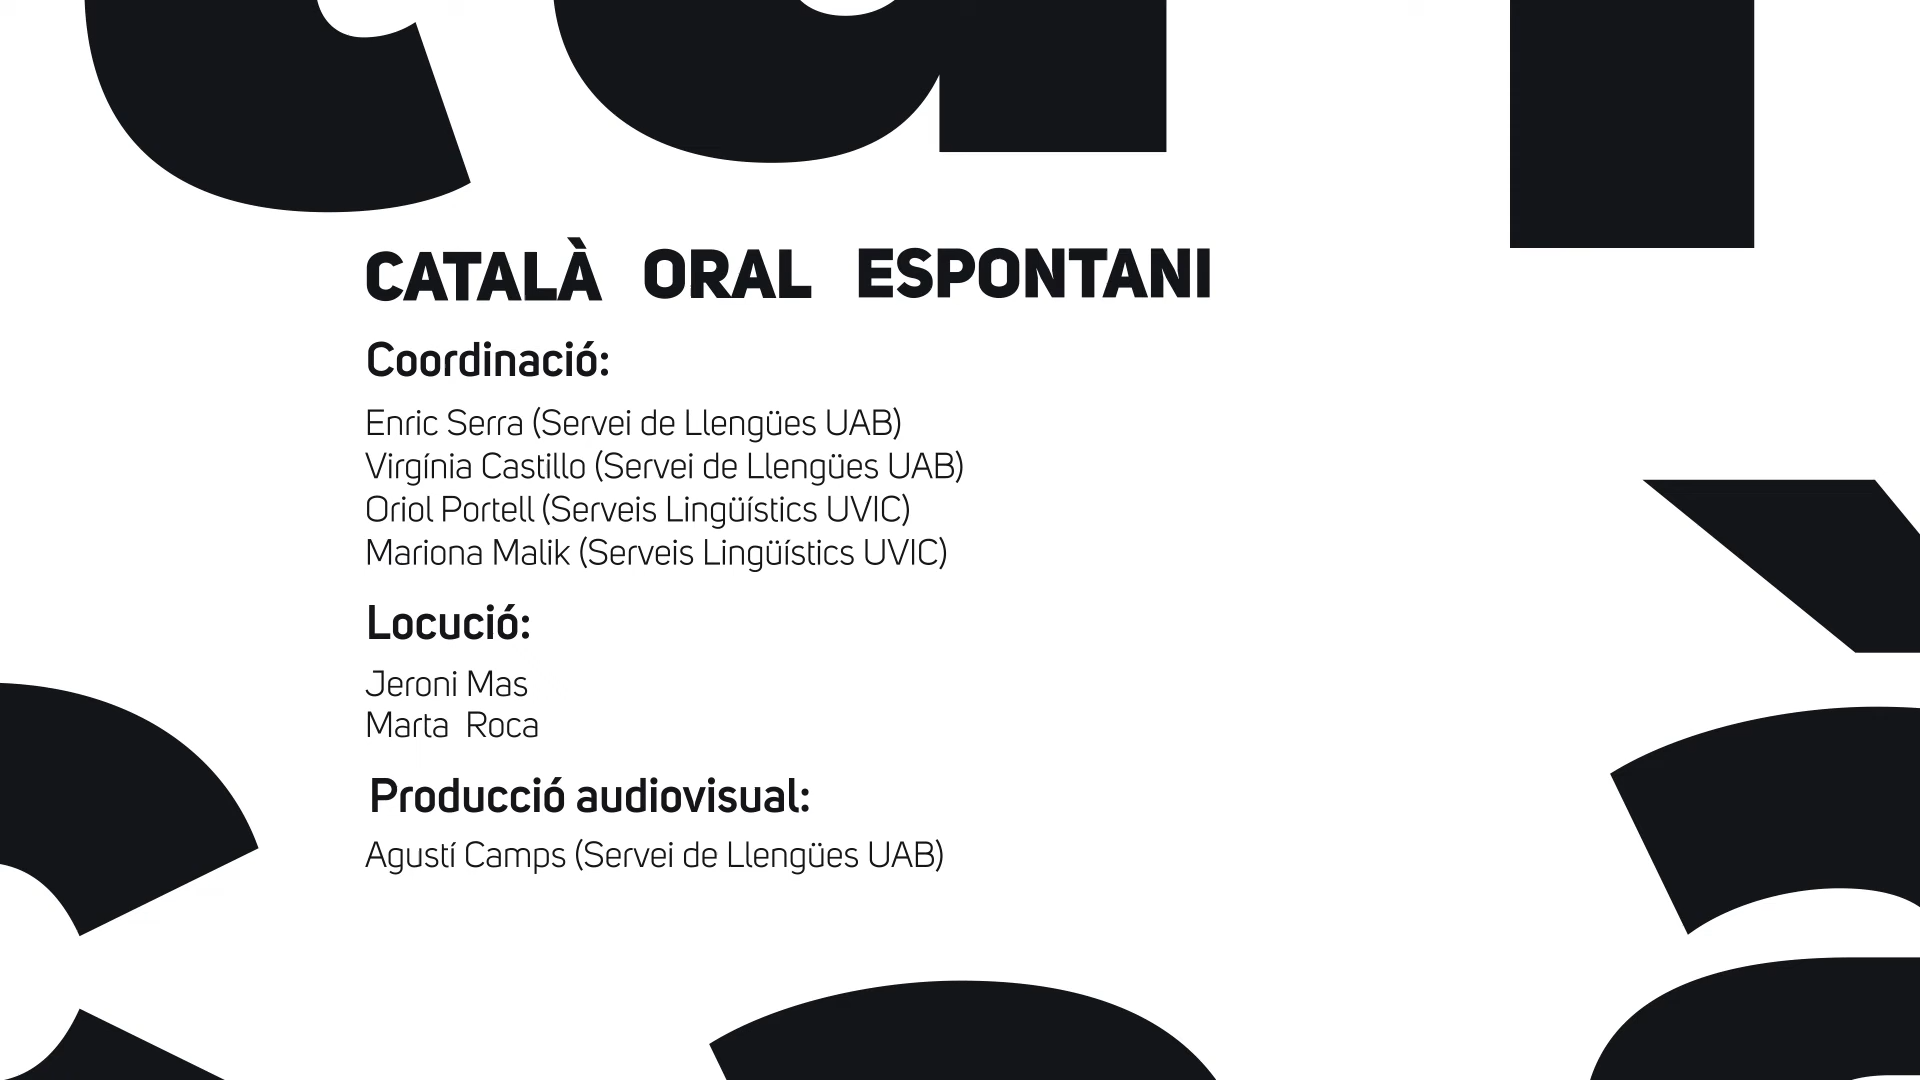 CATALÀ ORAL ESPONTANI
Coordinació:
Enric Serra (Servei de Llengües UAB)
Virgínia Castillo (Servei de Llengües UAB)
Oriol Portell (Serveis Lingüístics UVIC)
Mariona Malik (Serveis Lingüístics UVIC)
Locució:
Jeroni Mas
Marta Roca
Producció audiovisual:
Agustí Camps (Servei de Llengües UAB)